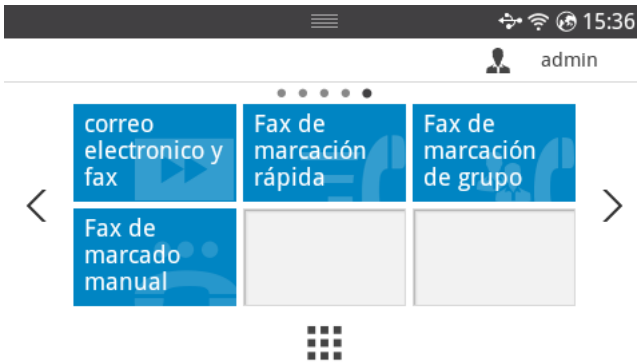 15:36
admin
correo
electronico y
fax
Fax de
marcación
rápida
Fax de
marcación
de grupo
Fax de
marcado
manual